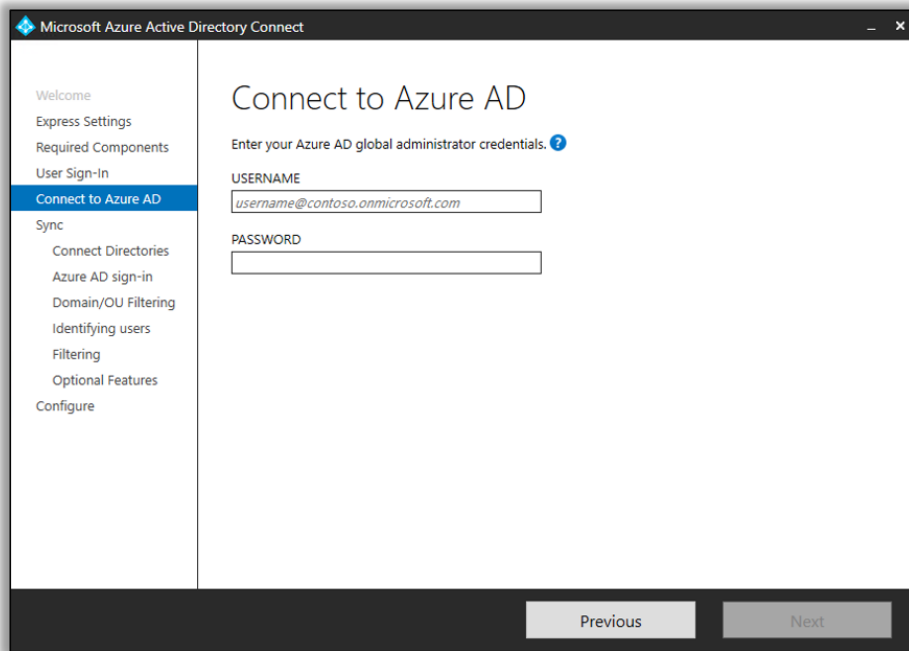 Microsoft Azure Active Directory Connect
Welcome
Express Settings
Required Components
User Sign-In
Connect to Azure AD
Sync
Connect Directories
Azure AD sign-in
Domain/OU Filtering
Identifying users
Filtering
Optional Features
Configure
Connect to Azure AD
Enter your Azure AD global administrator credentials. ?
USERNAME
username@contoso.onmicrosoft.com
PASSWORD
Previous
Next